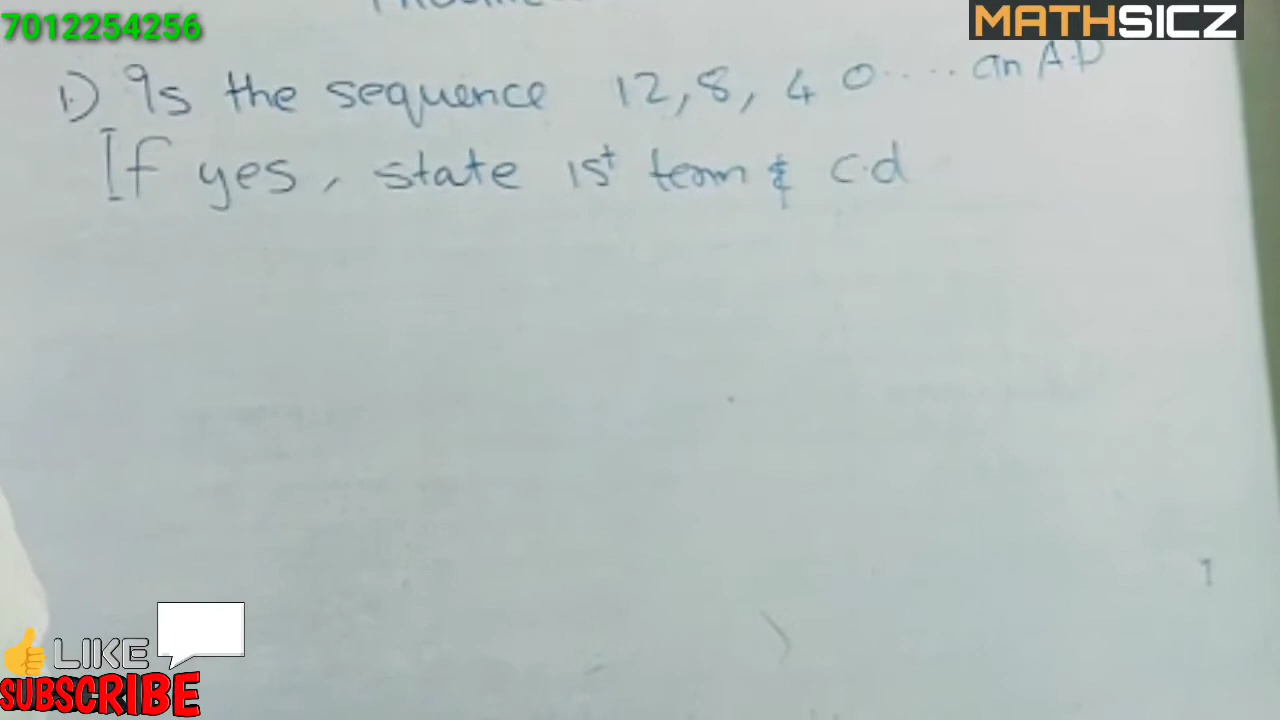 7012254256
MATHSICZ
1.) Is the sequence 12, 8, 4 0.... an A.P
If yes, state 1st term & c.d
LIKE
SUBSCRIBE